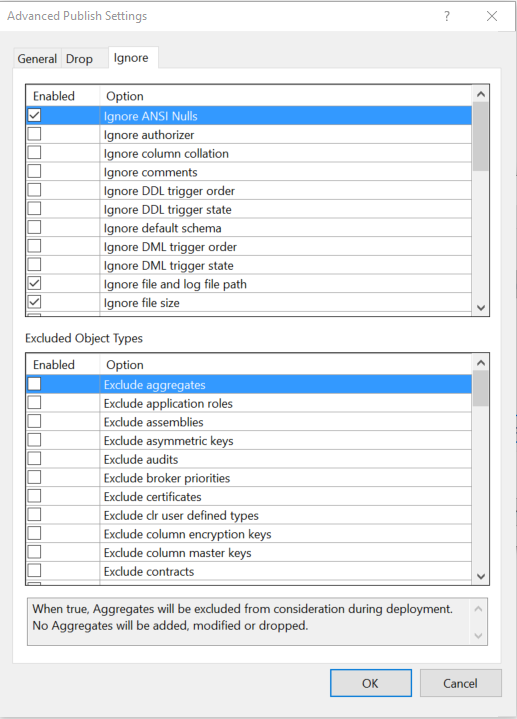 Advanced Publish Settings ?
General Drop Ignore
Enabled Option
Ignore ANSI Nulls
Ignore authorizer
Ignore column collation
Ignore comments
Ignore DDL trigger order
Ignore DDL trigger state
Ignore default schema
Ignore DML trigger order
Ignore DML trigger state
Ignore file and log file path
Ignore file size
Excluded Object Types
Enabled Option
Exclude aggregates
Exclude application roles
Exclude assemblies
Exclude asymmetric keys
Exclude audits
Exclude broker priorities
Exclude certificates
Exclude clr user defined types
Exclude column encryption keys
Exclude column master keys
Exclude contracts
When true, Aggregates will be excluded from consideration during deployment.
No Aggregates will be added, modified or dropped.
OK Cancel